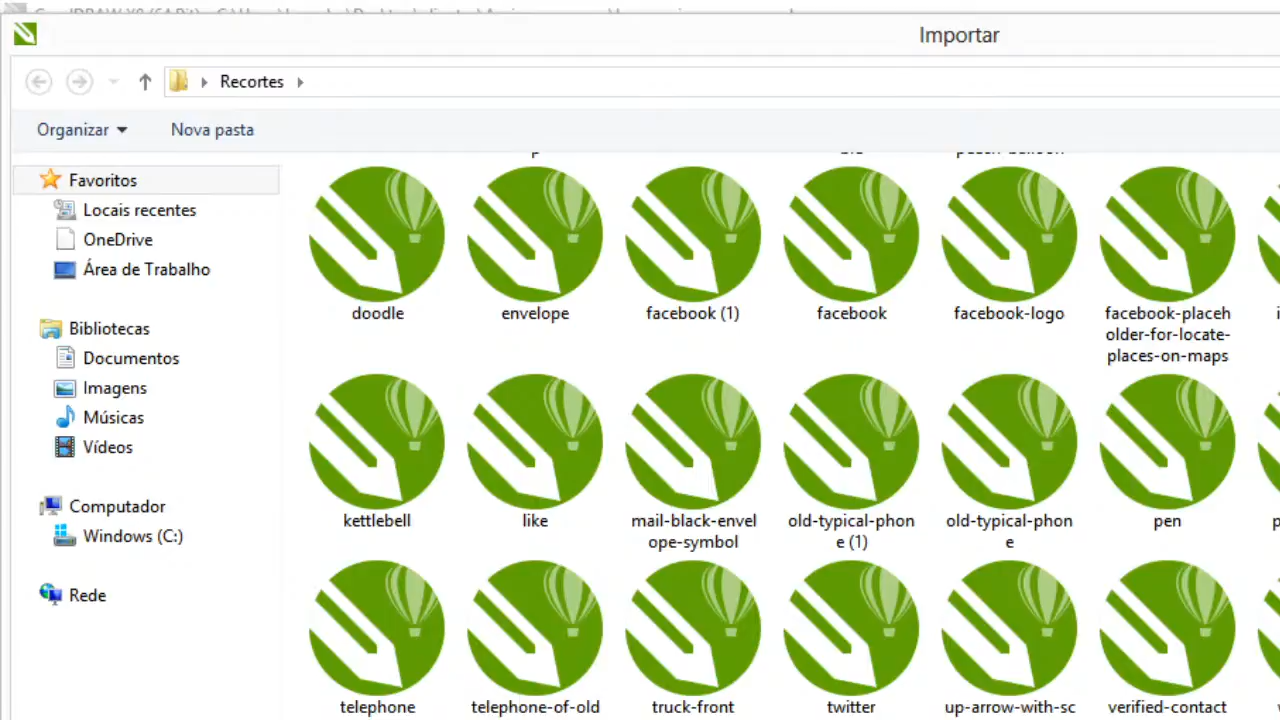 Importar
Recortes
Organizar
Nova pasta
Favoritos
Locais recentes
OneDrive
Área de Trabalho
Bibliotecas
Documentos
Imagens
Músicas
Vídeos
Computador
Windows (C:)
Rede
doodle
envelope
facebook (1)
facebook
facebook-logo
facebook-placeh
older-for-locate-
places-on-maps
kettlebell
like
mail-black-envel
ope-symbol
old-typical-phon
e (1)
old-typical-phon
e
pen
telephone
telephone-of-old
truck-front
twitter
up-arrow-with-sc
verified-contact